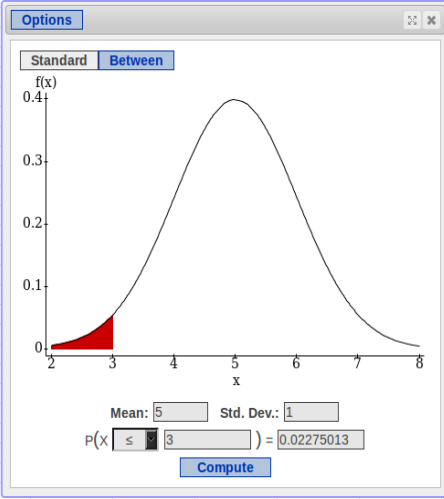 Options
Standard Between
f(x)
0.4
0.3
0.2
0.1
0
2 3 4 5 6 7 8
x
Mean: 5 Std. Dev.: 1
P(X ≤ 3 ) = 0.02275013
Compute